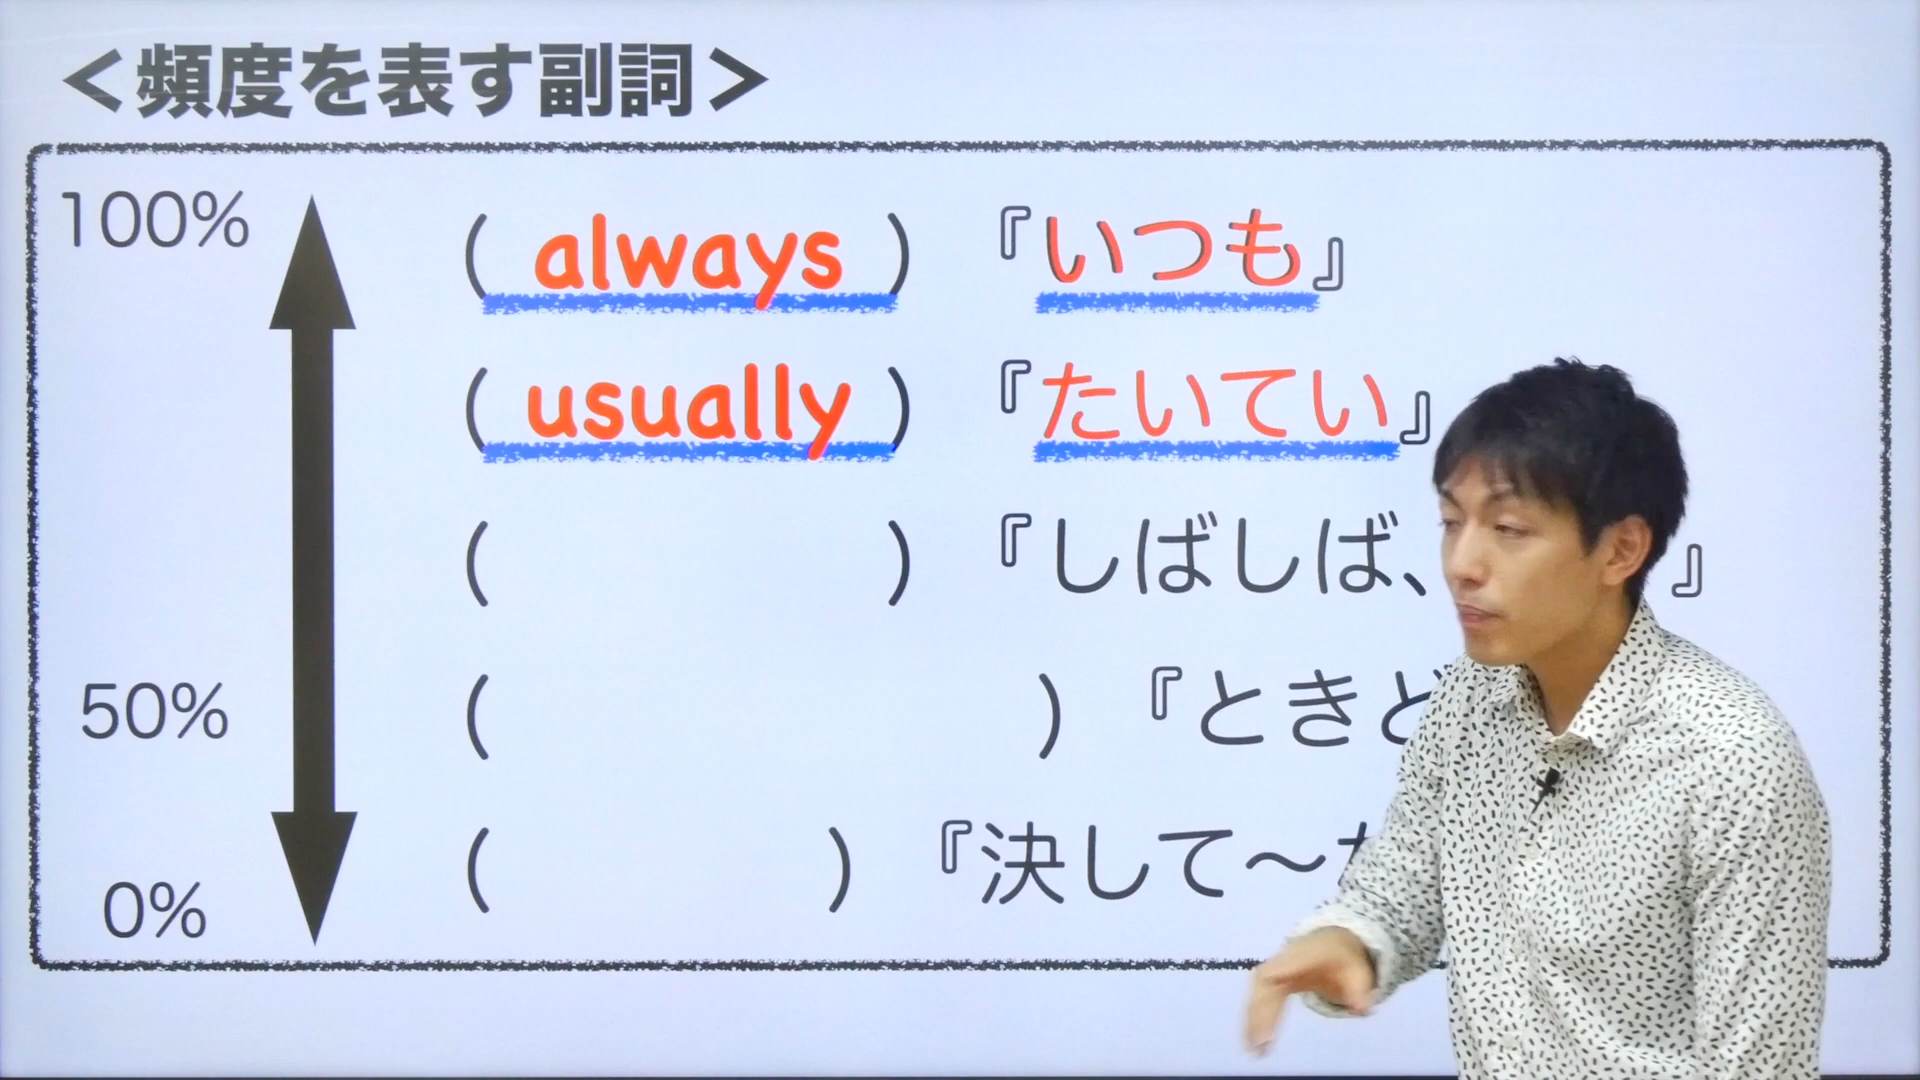 ＜頻度を表す副詞＞
100%
( always ) 『いつも』
( usually ) 『たいてい』
( ) 『しばしば、 』
50%
( ) 『ときど
( ) 『決して〜
0%